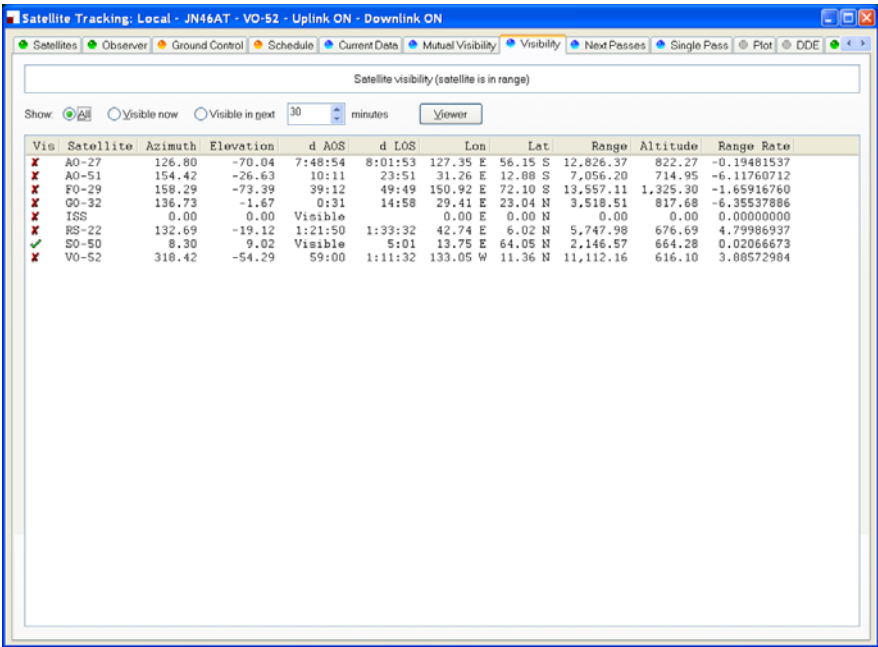 Satellite Tracking: Local - JN46AT - VO-52 - Uplink ON - Downlink ON
Satellites Observer Ground Control Schedule Current Data Mutual Visibility Visibility Next Passes Single Pass Plot DDE
Satellite visibility (satellite is in range)
Show: All Visible now Visible in next 30 minutes Viewer
Vis Satellite Azimuth Elevation d AOS d LOS Lon Lat Range Altitude Range Rate
✘ AO-27 126.80 -70.04 7:48:54 8:01:53 127.35 E 56.15 S 12,826.37 822.27 -0.19481537
✘ AO-51 154.42 -26.63 10:11 23:51 31.26 E 12.88 S 7,056.20 714.95 -6.11760712
✘ FO-29 158.29 -73.39 39:12 49:49 150.92 E 72.10 S 13,557.11 1,325.30 -1.65916760
✘ GO-32 136.73 -1.67 0:31 14:58 29.41 E 23.04 N 3,518.51 817.68 -6.35537886
✘ ISS 0.00 0.00 Visible 0.00 E 0.00 N 0.00 0.00 0.00000000
✘ RS-22 132.69 -19.12 1:21:50 1:33:32 42.74 E 6.02 N 5,747.98 676.69 4.79986937
✔ SO-50 8.30 9.02 Visible 5:01 13.75 E 64.05 N 2,146.57 664.28 0.02066673
✘ VO-52 318.42 -54.29 59:00 1:11:32 133.05 W 11.36 N 11,112.16 616.10 3.88572984